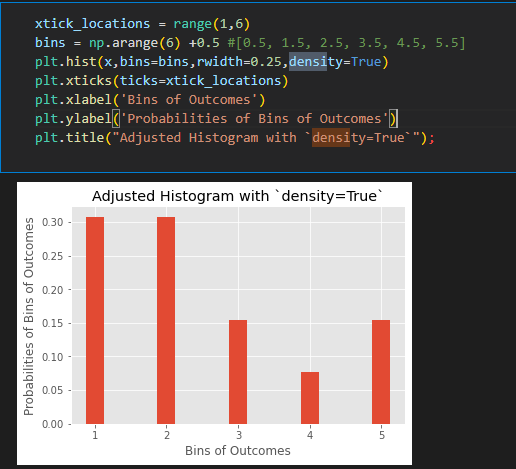 xtick_locations = range(1,6)
bins = np.arange(6) +0.5 #[0.5, 1.5, 2.5, 3.5, 4.5, 5.5]
plt.hist(x,bins=bins,rwidth=0.25,density=True)
plt.xticks(ticks=xtick_locations)
plt.xlabel('Bins of Outcomes')
plt.ylabel('Probabilities of Bins of Outcomes')
plt.title("Adjusted Histogram with `density=True`");
Adjusted Histogram with `density=True`
Probabilities of Bins of Outcomes
0.30
0.25
0.20
0.15
0.10
0.05
0.00
1 2 3 4 5
Bins of Outcomes